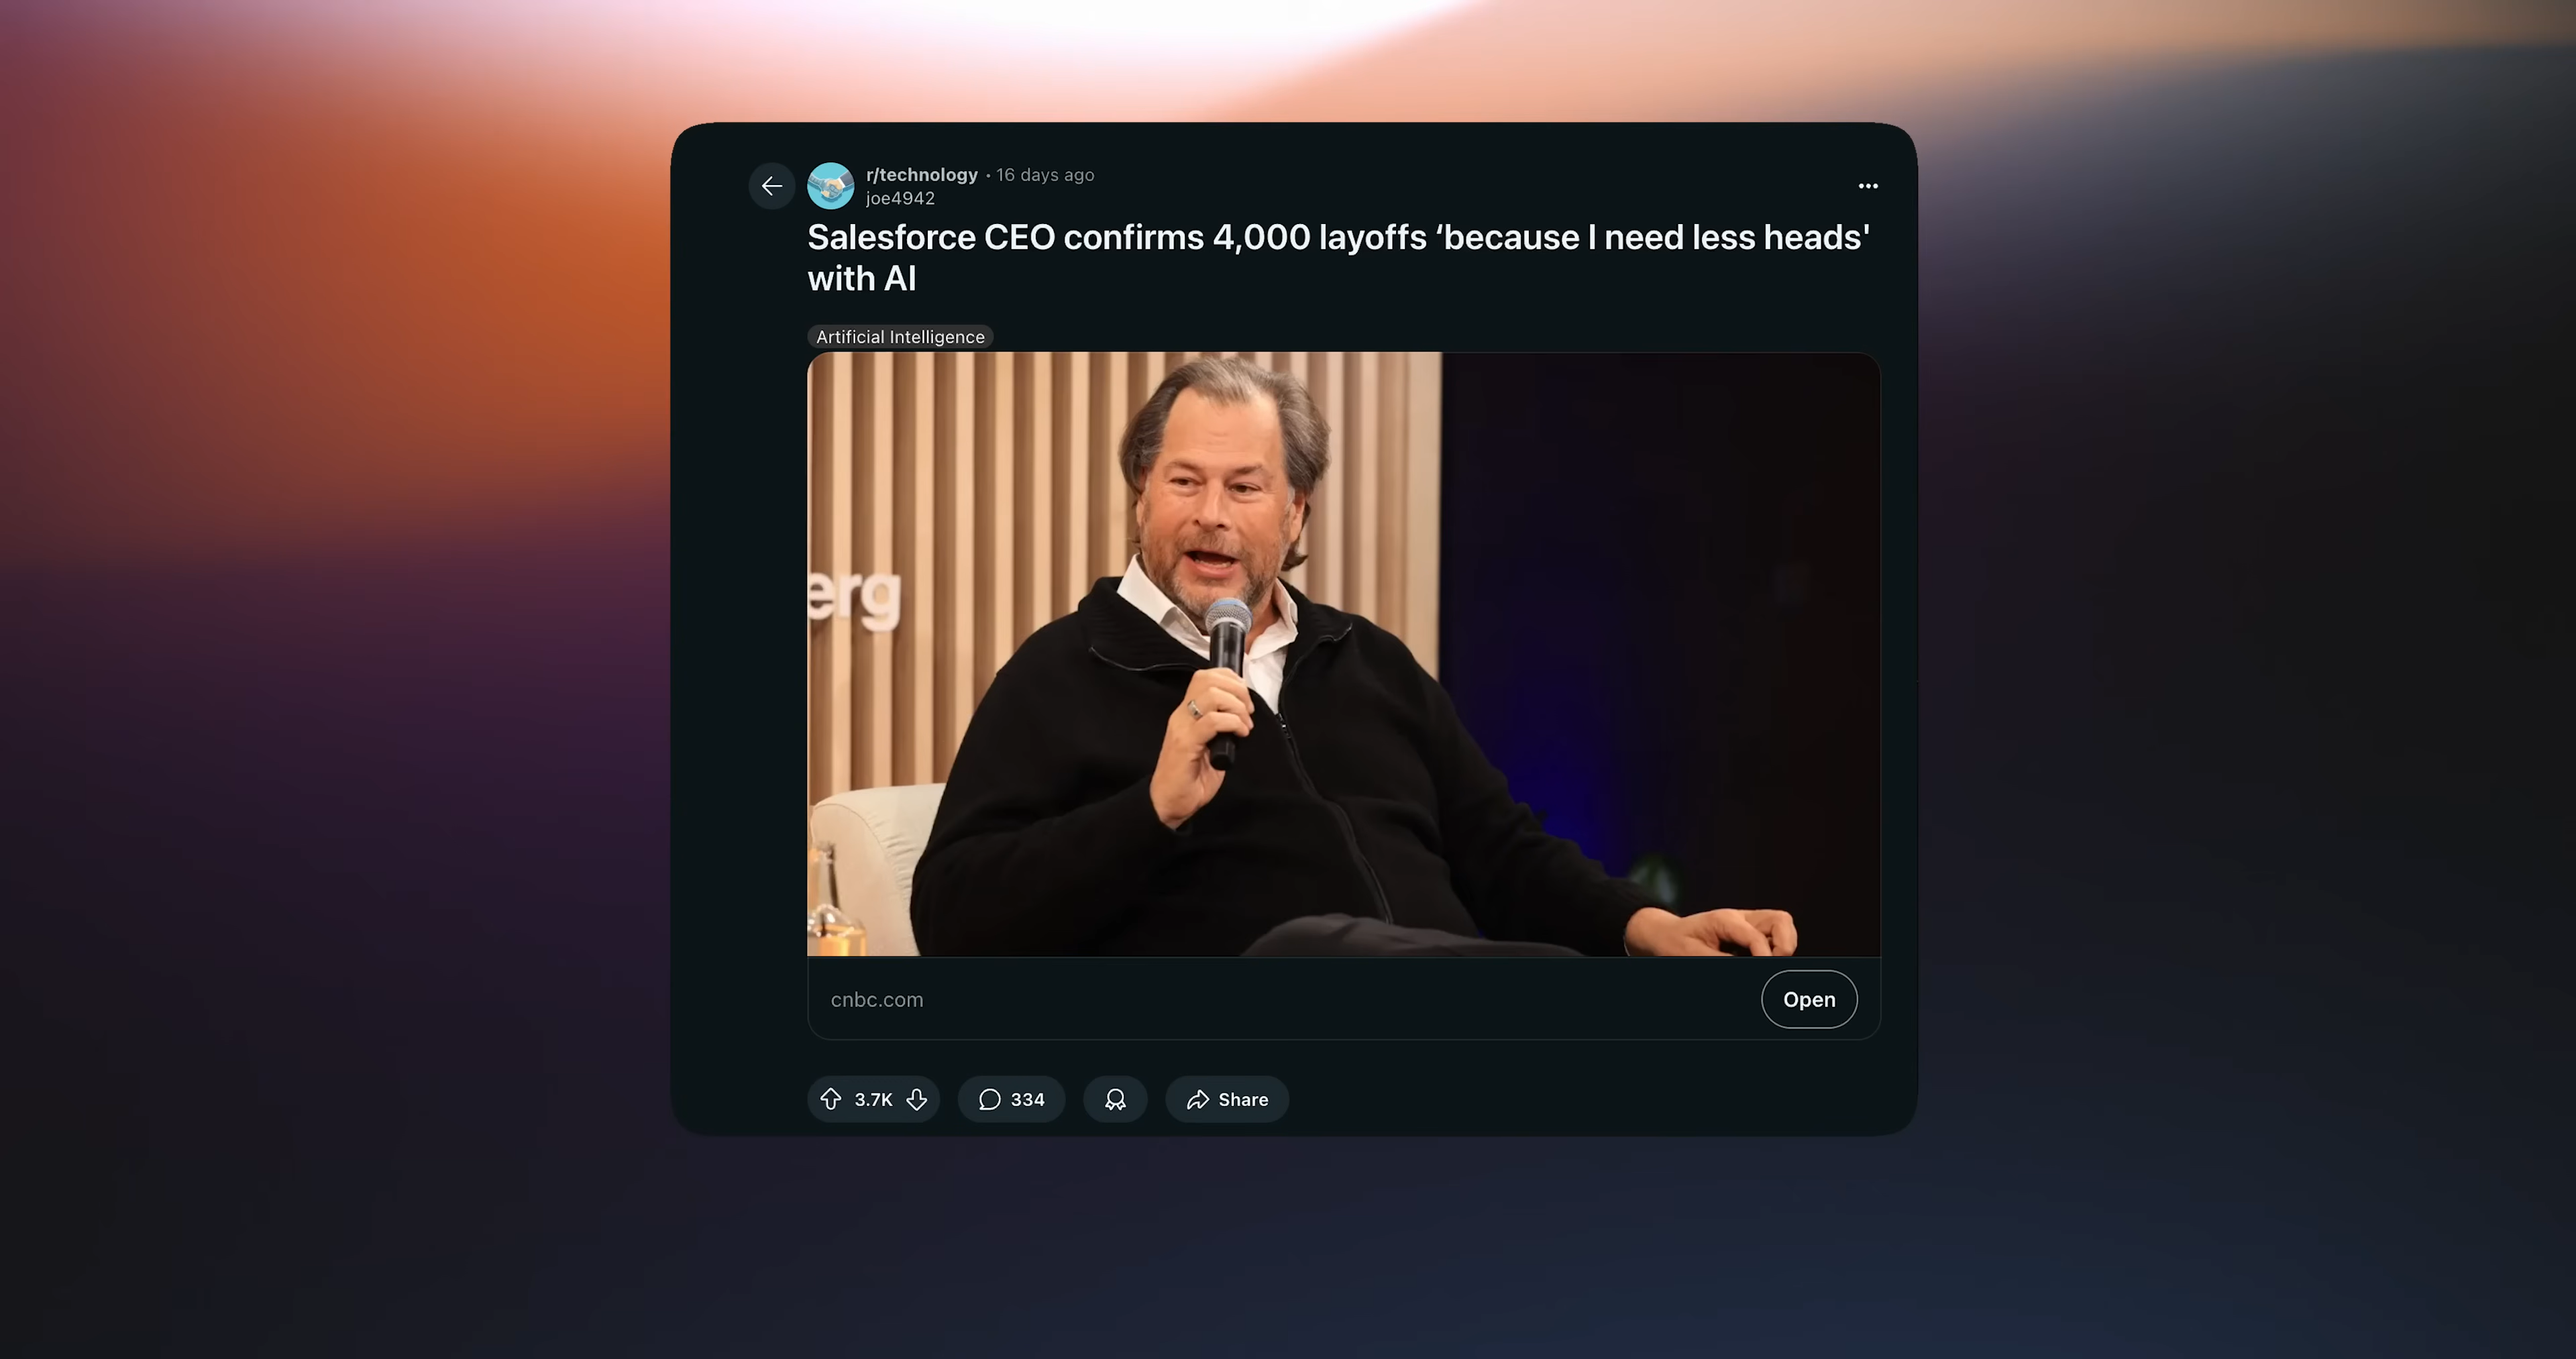 r/technology • 16 days ago
joe4942
Salesforce CEO confirms 4,000 layoffs ‘because I need less heads'
with AI
Artificial Intelligence
erg
cnbc.com
Open
3.7K
334
Share